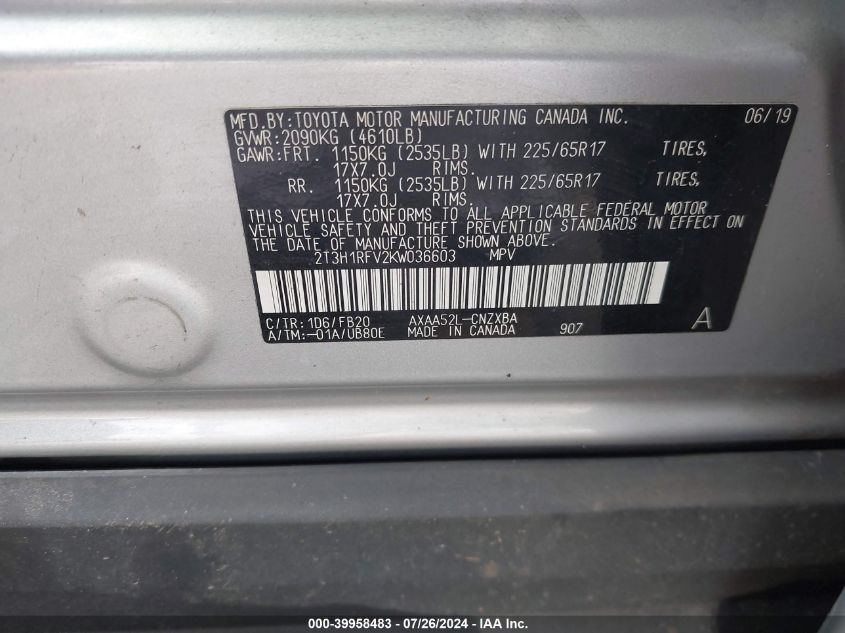 MFD.BY:TOYOTA MOTOR MANUFACTURING CANADA INC. 06/19
GVWR:2090KG (4610LB)
GAWR:FRT. 1150KG (2535LB) WITH 225/65R17 TIRES,
17X7.0J RIMS.
RR. 1150KG (2535LB) WITH 225/65R17 TIRES,
17X7.0J RIMS.
THIS VEHICLE CONFORMS TO ALL APPLICABLE FEDERAL MOTOR
VEHICLE SAFETY AND THEFT PREVENTION STANDARDS IN EFFECT ON
THE DATE OF MANUFACTURE SHOWN ABOVE.
2T3H1RFV2KW036603 MPV
C/TR:1D6/FB20 AXAA52L-CNZXBA
A/TM:-01A/UB80E MADE IN CANADA 907 A
000-39958483 - 07/26/2024 - IAA Inc.